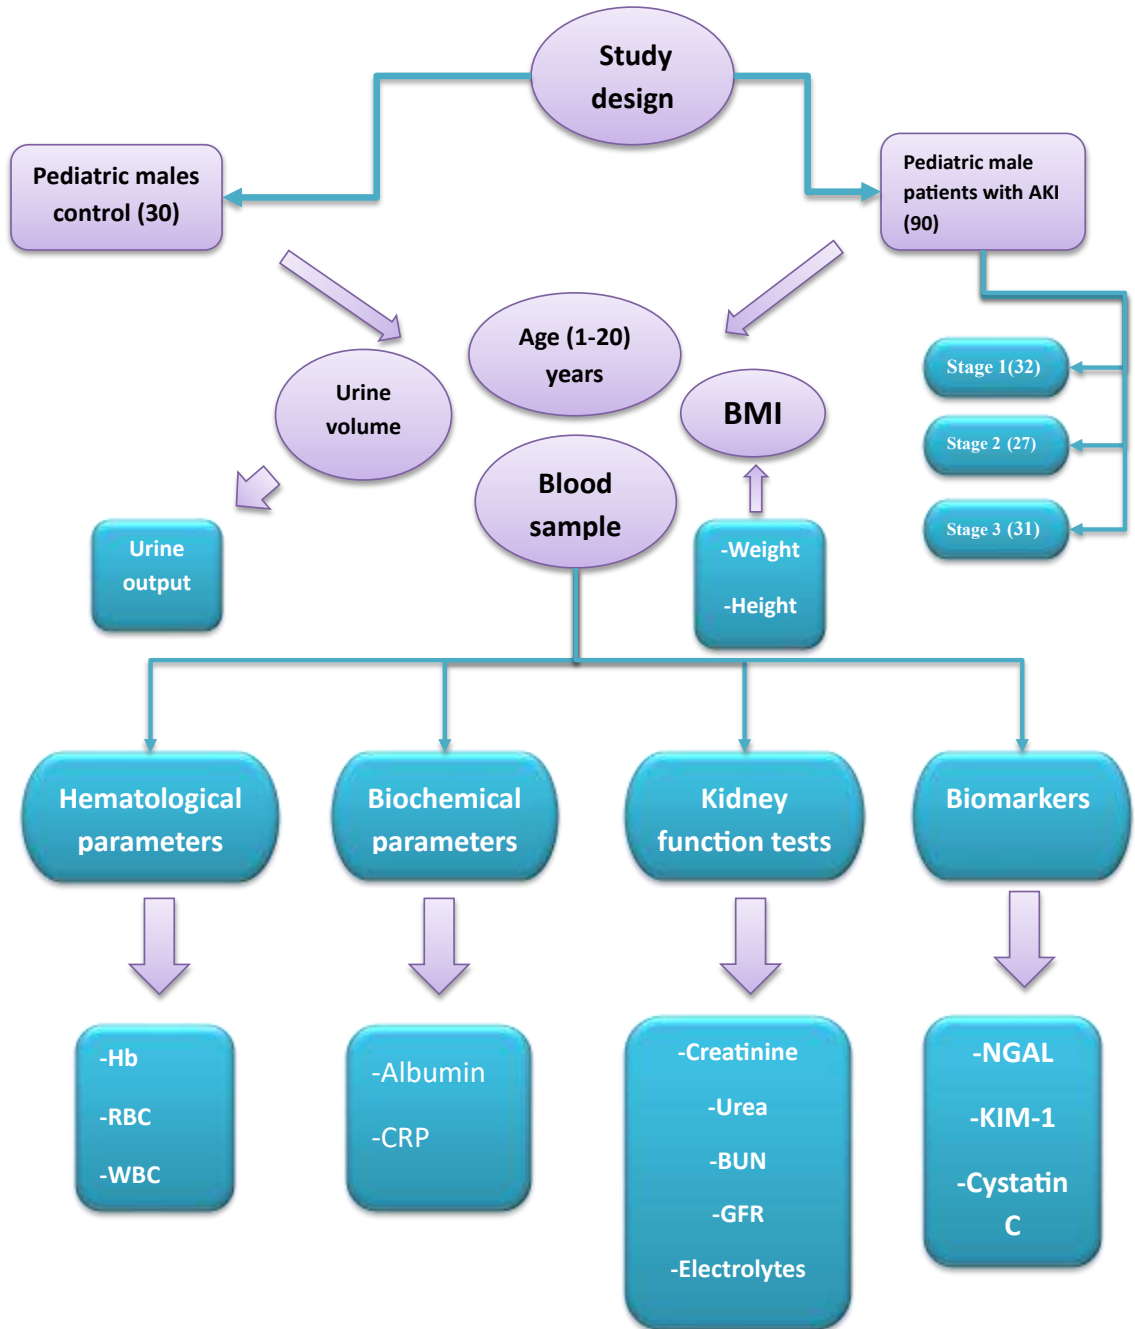 Study
design
Pediatric males
control (30)
Pediatric male
patients with AKI
(90)
Age (1-20)
years
Urine
volume
BMI
Stage 1(32)
Stage 2 (27)
Stage 3 (31)
Blood
sample
Urine
output
-Weight
-Height
Hematological
parameters
Biochemical
parameters
Kidney
function tests
Biomarkers
-Hb
-RBC
-WBC
-Albumin
-CRP
-Creatinine
-Urea
-BUN
-GFR
-Electrolytes
-NGAL
-KIM-1
-Cystatin
C